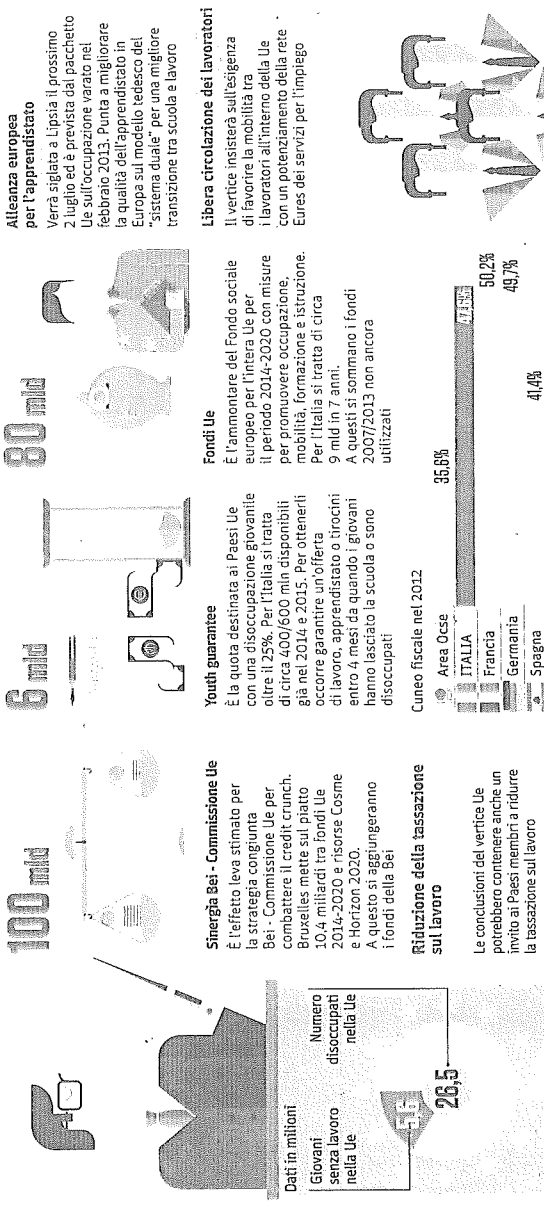 Dati in milioni
Giovani
senza lavoro
nella Ue
Numero
disoccupati
nella Ue
5,6
26,5
100 mld
Sinergia Bei - Commissione Ue
È l'effetto leva stimato per
la strategia congiunta
Bei - Commissione Ue per
combattere il credit crunch.
Bruxelles mette sul piatto
10,4 miliardi tra fondi Ue
2014-2020 e risorse Cosme
e Horizon 2020.
A questo si aggiungeranno
i fondi della Bei
6 mld
Youth guarantee
È la quota destinata ai Paesi Ue
con una disoccupazione giovanile
oltre il 25%. Per l'Italia si tratta
di circa 400/600 mln disponibili
già nel 2014 e 2015. Per ottenerli
occorre garantire un'offerta
di lavoro, apprendistato o tirocini
entro 4 mesi da quando i giovani
hanno lasciato la scuola o sono
disoccupati
80 mld
Fondi Ue
È l'ammontare del Fondo sociale
europeo per l'intera Ue per
il periodo 2014-2020 con misure
per promuovere occupazione,
mobilità, formazione e istruzione.
Per l'Italia si tratta di circa
9 mld in 7 anni.
A questi si sommano i fondi
2007/2013 non ancora
utilizzati
Alleanza europea
per l'apprendistato
Verrà siglata a Lipsia il prossimo
2 luglio ed è prevista dal pacchetto
Ue sull'occupazione varato nel
febbraio 2013. Punta a migliorare
la qualità dell'apprendistato in
Europa sul modello tedesco del
"sistema duale" per una migliore
transizione tra scuola e lavoro
Libera circolazione dei lavoratori
Il vertice insisterà sull'esigenza
di favorire la mobilità tra
i lavoratori all'interno della Ue
con un potenziamento della rete
Eures dei servizi per l'impiego
Riduzione della tassazione
sul lavoro
Le conclusioni del vertice Ue
potrebbero contenere anche un
invito ai Paesi membri a ridurre
la tassazione sul lavoro
Cuneo fiscale nel 2012
Area Ocse 35,6%
ITALIA
Francia 50,2%
Germania 49,7%
Spagna 41,4%